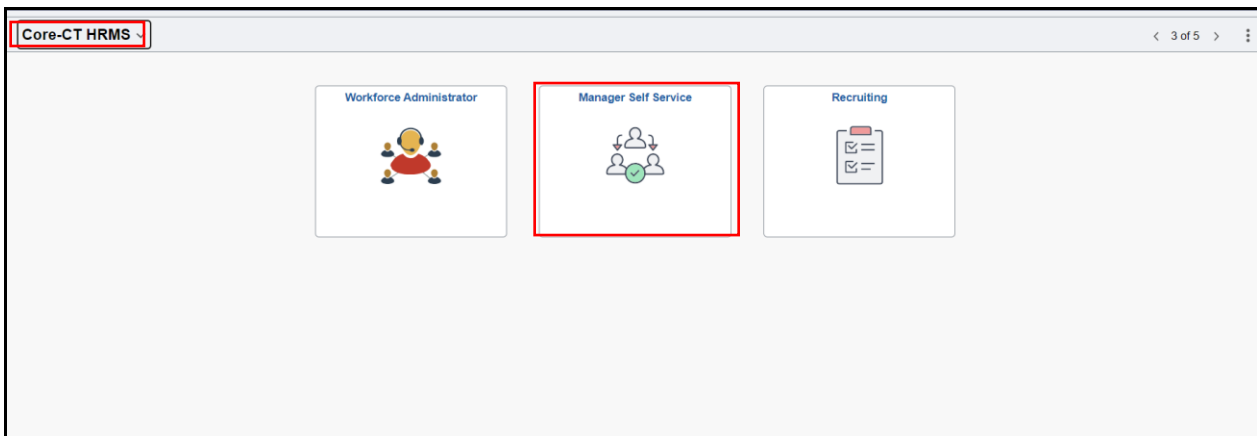 Core-CT HRMS
3 of 5
Workforce Administrator
Manager Self Service
Recruiting